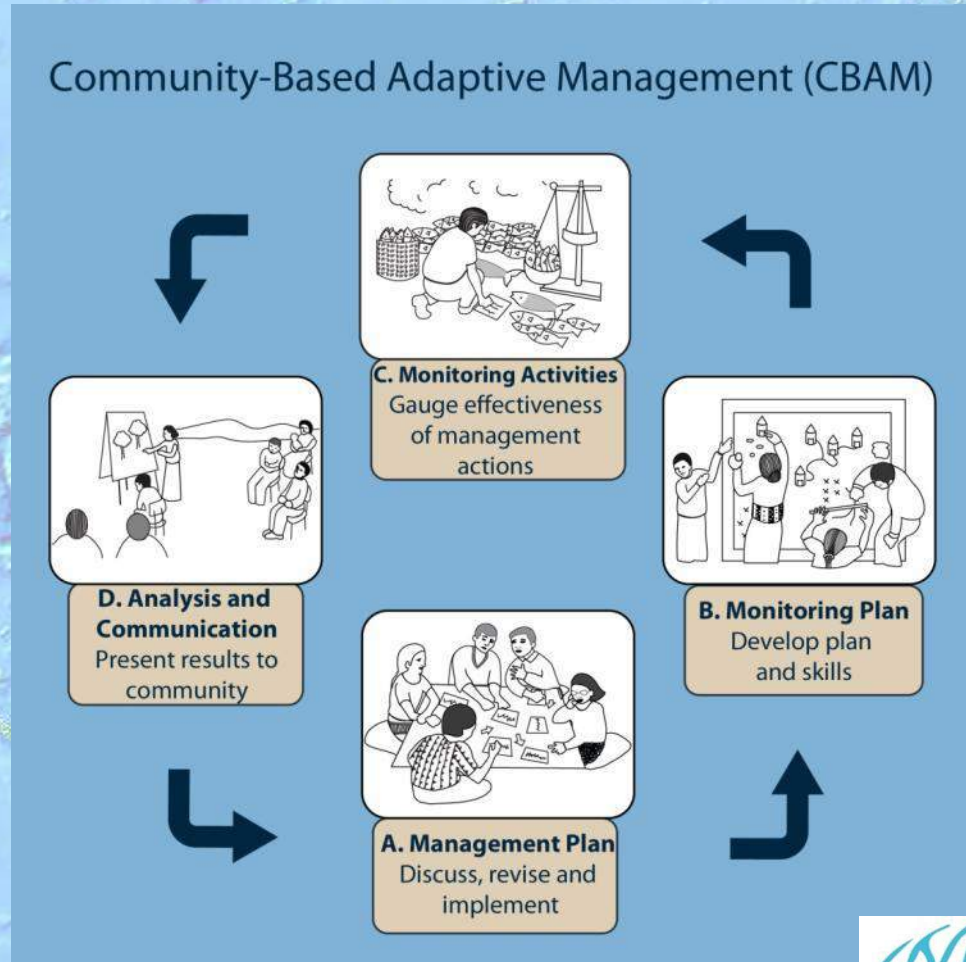 Community-Based Adaptive Management (CBAM)
C. Monitoring Activities
Gauge effectiveness
of management
actions
D. Analysis and
Communication
Present results to
community
B. Monitoring Plan
Develop plan
and skills
A. Management Plan
Discuss, revise and
implement